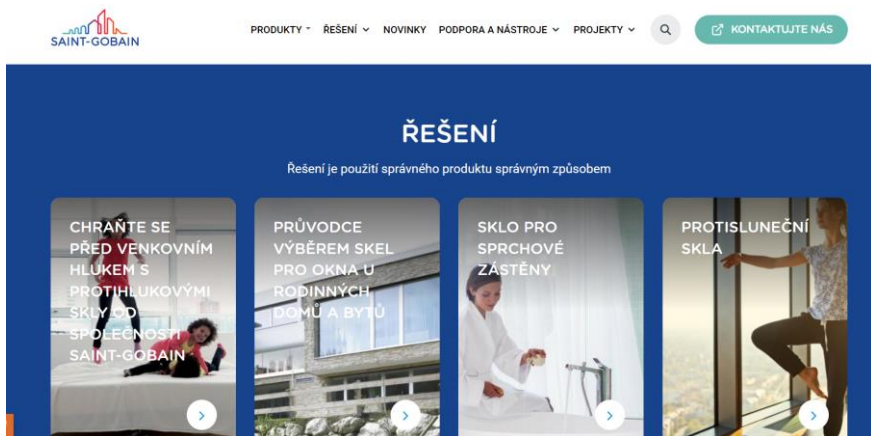 SAINT-GOBAIN
PRODUKTY
ŘEŠENÍ
NOVINKY
PODPORA A NÁSTROJE
PROJEKTY
KONTAKTUJTE NÁS
ŘEŠENÍ
Řešení je použití správného produktu správným způsobem
CHRAŇTE SE
PŘED VENKOVNÍM
HLUKEM S
PROTIHLUKOVÝMI
SKLY OD
SPOLEČNOSTI
SAINT-GOBAIN
PRŮVODCE
VÝBĚREM SKEL
PRO OKNA U
RODINNÝCH
DOMŮ A BYTŮ
SKLO PRO
SPRCHOVÉ
ZÁSTĚNY
PROTISLUNEČNÍ
SKLA